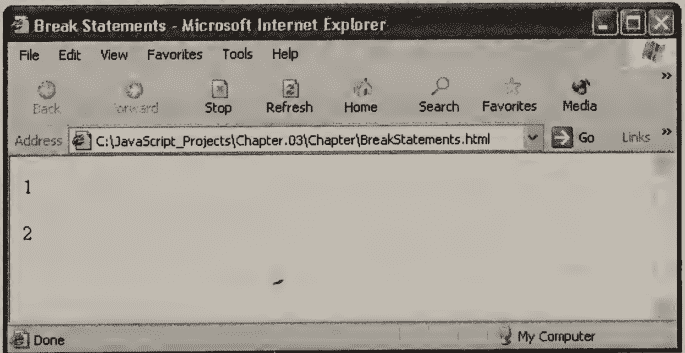 Break Statements - Microsoft Internet Explorer
File Edit View Favorites Tools Help
Back Forward Stop Refresh Home Search Favorites Media »
Address C:\JavaScript_Projects\Chapter.03\Chapter\BreakStatements.html Go Links »
1
2
Done My Computer